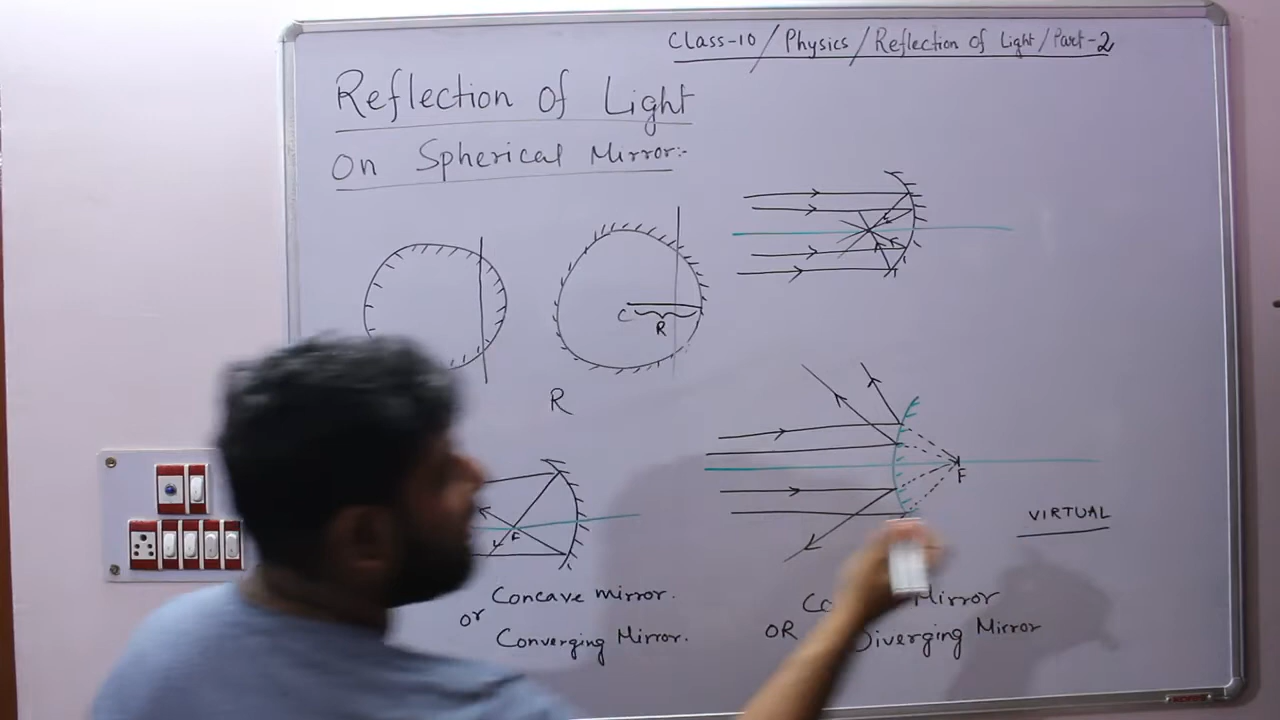 Class-10/Physics/Reflection of Light/Part-2
Reflection of Light
on Spherical Mirror:-
C
R
R
F
F
VIRTUAL
Concave mirror.
or
Converging Mirror.
Mirror
OR Diverging Mirror